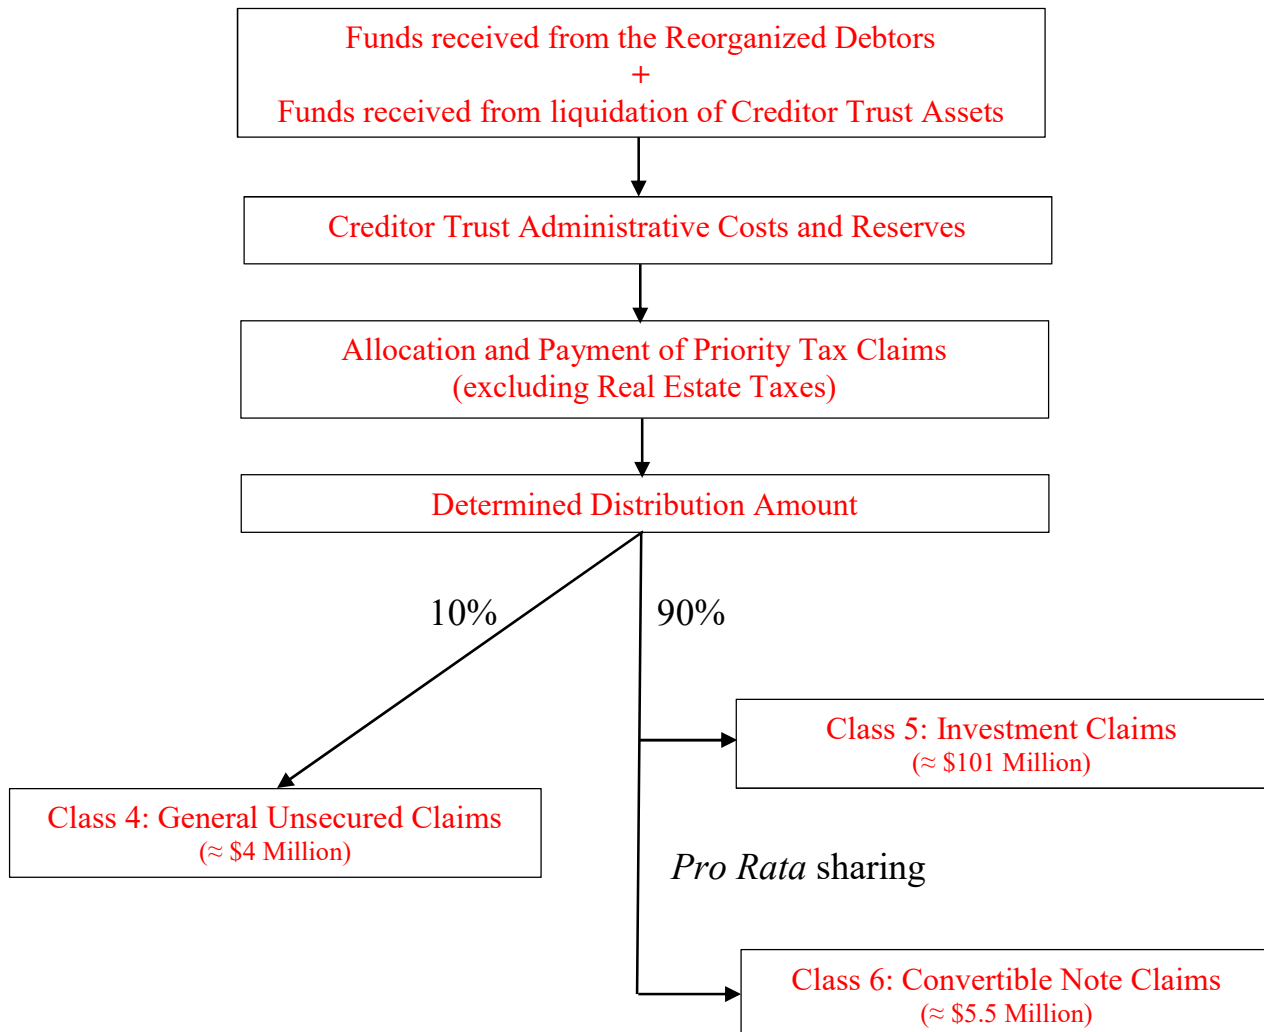 Funds received from the Reorganized Debtors
+
Funds received from liquidation of Creditor Trust Assets
Creditor Trust Administrative Costs and Reserves
Allocation and Payment of Priority Tax Claims
(excluding Real Estate Taxes)
Determined Distribution Amount
10%
90%
Class 5: Investment Claims
(≈ $101 Million)
Class 4: General Unsecured Claims
(≈ $4 Million)
Pro Rata sharing
Class 6: Convertible Note Claims
(≈ $5.5 Million)